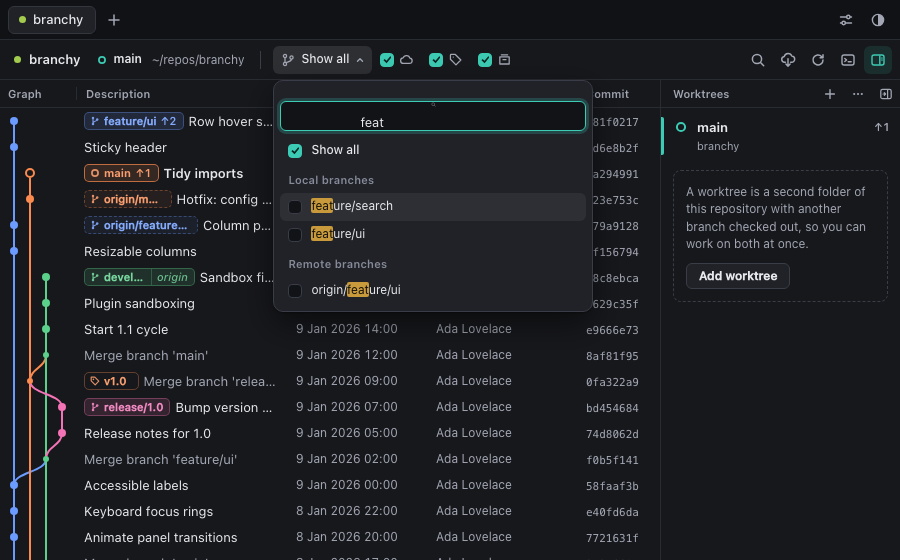 branchy
branchy main ~/repos/branchy Show all
Graph Description ommit Worktrees
feat
Show all
Local branches
feature/search
feature/ui
Remote branches
origin/feature/ui
feature/ui ↑2 Row hover s... 81f0217
Sticky header d6e8b2f
main ↑1 Tidy imports a294991
origin/m... Hotfix: config ... 23e753c
origin/feature... Column p... 79a9128
Resizable columns f156794
devel... origin Sandbox fi... 8c8ebca
Plugin sandboxing 629c35f
Start 1.1 cycle 9 Jan 2026 14:00 Ada Lovelace e9666e73
Merge branch 'main' 9 Jan 2026 12:00 Ada Lovelace 8af81f95
v1.0 Merge branch 'relea... 9 Jan 2026 09:00 Ada Lovelace 0fa322a9
release/1.0 Bump version ... 9 Jan 2026 07:00 Ada Lovelace bd454684
Release notes for 1.0 9 Jan 2026 05:00 Ada Lovelace 74d8062d
Merge branch 'feature/ui' 9 Jan 2026 02:00 Ada Lovelace f0b5f141
Accessible labels 9 Jan 2026 00:00 Ada Lovelace 58faaf3b
Keyboard focus rings 8 Jan 2026 22:00 Ada Lovelace e40fd6da
Animate panel transitions 8 Jan 2026 20:00 Ada Lovelace 7721631f
main ↑1
branchy
A worktree is a second folder of
this repository with another
branch checked out, so you can
work on both at once.
Add worktree